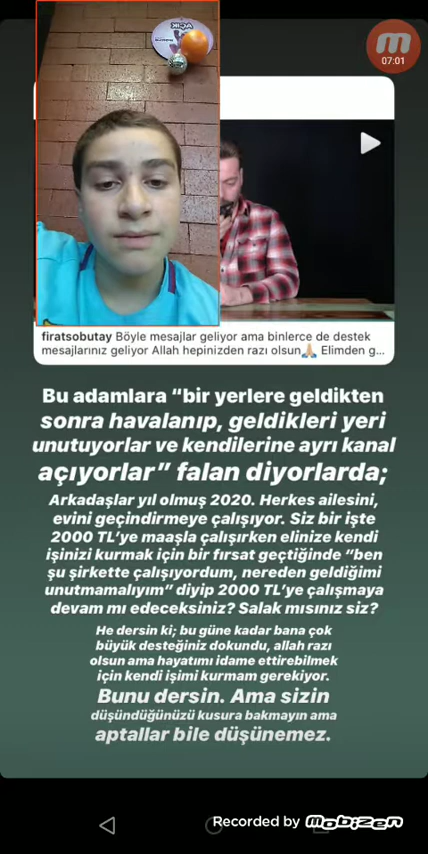 AÇIK
07:01
firatsobutay Böyle mesajlar geliyor ama binlerce de destek
mesajlarınız geliyor Allah hepinizden razı olsun🙏 Elimden g...
Bu adamlara “bir yerlere geldikten
sonra havalanıp, geldikleri yeri
unutuyorlar ve kendilerine ayrı kanal
açıyorlar” falan diyorlarda;
Arkadaşlar yıl olmuş 2020. Herkes ailesini,
evini geçindirmeye çalışıyor. Siz bir işte
2000 TL’ye maaşla çalışırken elinize kendi
işinizi kurmak için bir fırsat geçtiğinde “ben
şu şirkette çalışıyordum, nereden geldiğimi
unutmamalıyım“ diyip 2000 TL’ye çalışmaya
devam mı edeceksiniz? Salak mısınız siz?
He dersin ki; bu güne kadar bana çok
büyük desteğiniz dokundu, allah razı
olsun ama hayatımı idame ettirebilmek
için kendi işimi kurmam gerekiyor.
Bunu dersin. Ama sizin
düşündüğünüzü kusura bakmayın ama
aptallar bile düşünemez.
Recorded by mobizen